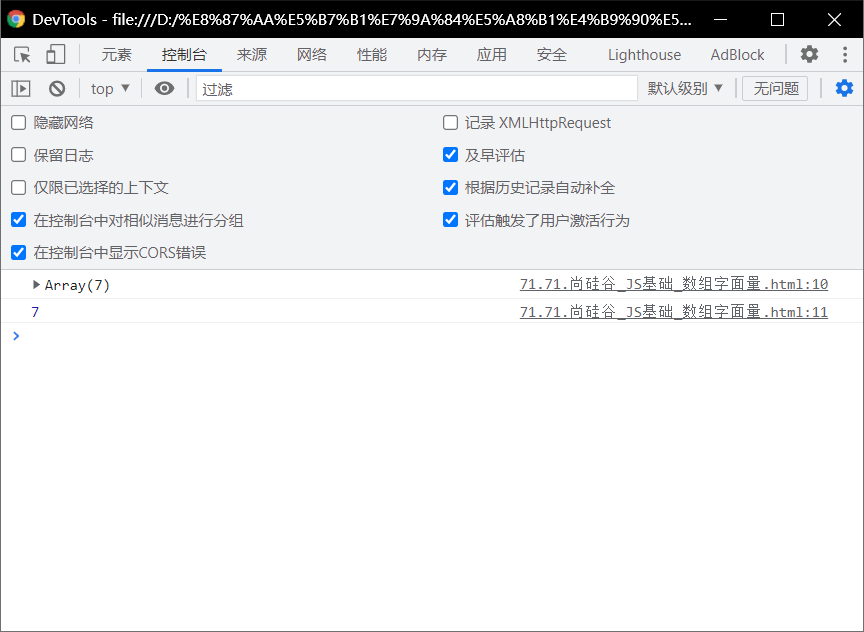 DevTools - file:///D:/%E8%87%AA%E5%B7%B1%E7%9A%84%E5%A8%B1%E4%B9%90%E5...
元素 控制台 来源 网络 性能 内存 应用 安全 Lighthouse AdBlock
top 过滤 默认级别 无问题
隐藏网络 记录 XMLHttpRequest
保留日志 及早评估
仅限已选择的上下文 根据历史记录自动补全
在控制台中对相似消息进行分组 评估触发了用户激活行为
在控制台中显示CORS错误
Array(7) 71.71.尚硅谷_JS基础_数组字面量.html:10
7 71.71.尚硅谷_JS基础_数组字面量.html:11